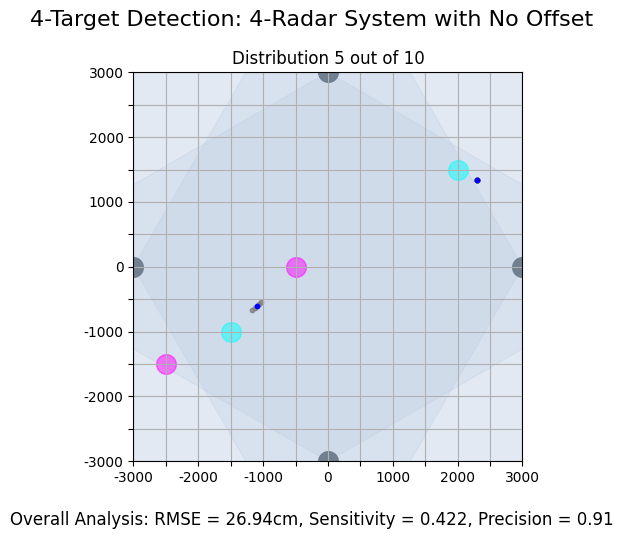 4-Target Detection: 4-Radar System with No Offset
Distribution 5 out of 10
3000
2000
1000
0
-1000
-2000
-3000
-3000 -2000 -1000 0 1000 2000 3000
Overall Analysis: RMSE = 26.94cm, Sensitivity = 0.422, Precision = 0.91